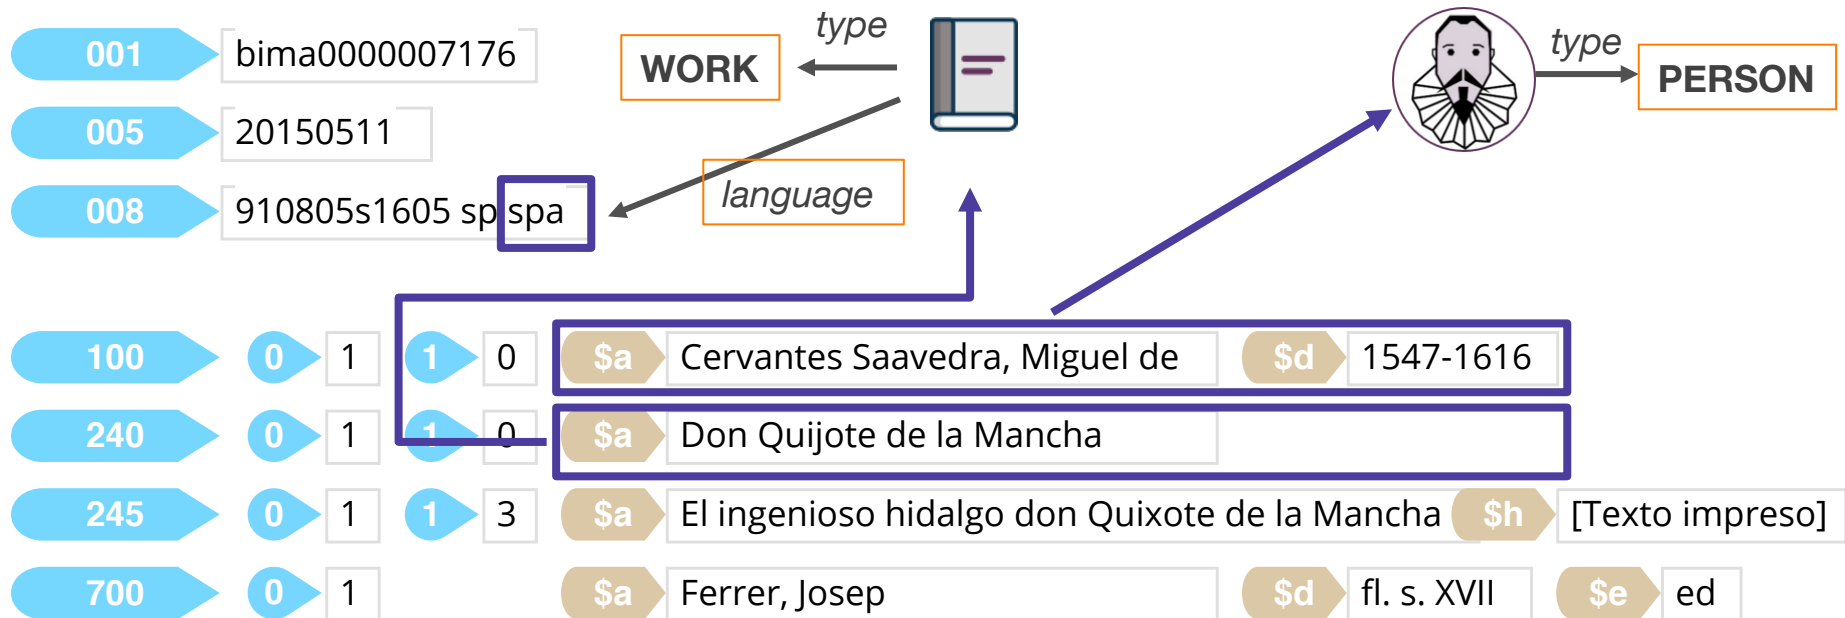 001 bima0000007176 WORK type type PERSON
005 20150511
008 910805s1605 sp spa language
100 0 1 1 0 $a Cervantes Saavedra, Miguel de $d 1547-1616
240 0 1 1 0 $a Don Quijote de la Mancha
245 0 1 1 3 $a El ingenioso hidalgo don Quixote de la Mancha $h [Texto impreso]
700 0 1 $a Ferrer, Josep $d fl. s. XVII $e ed